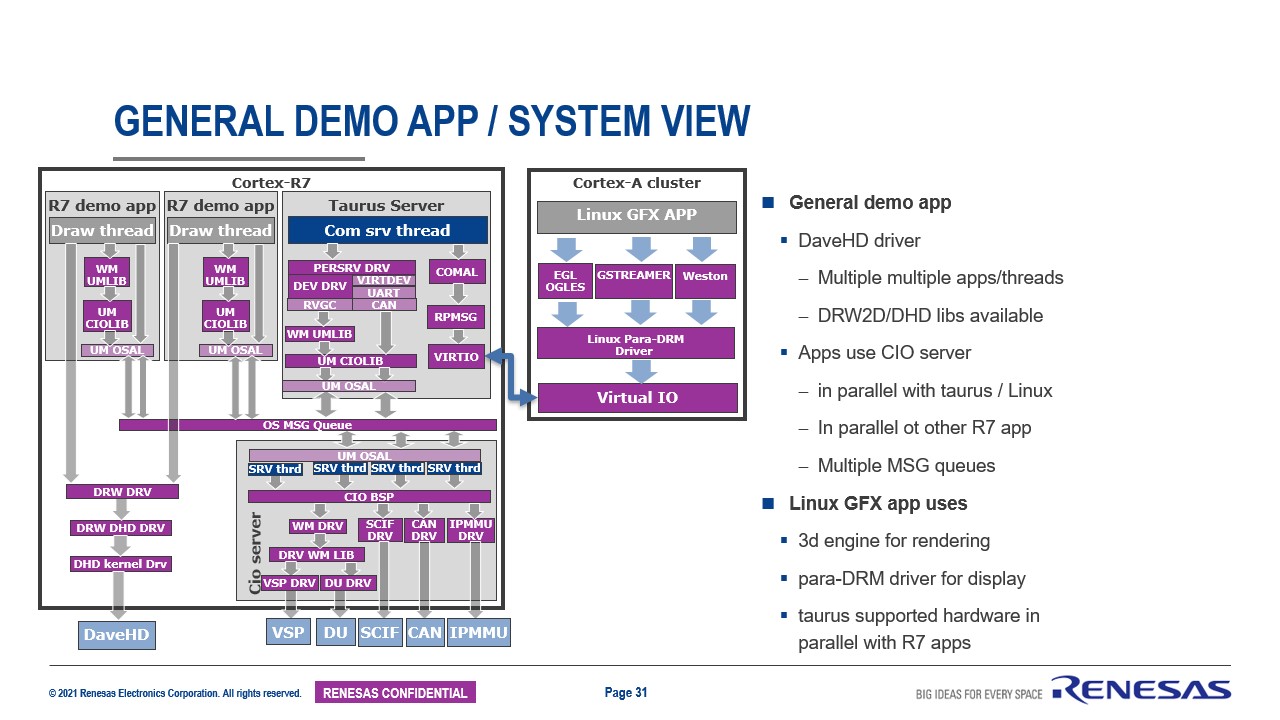 GENERAL DEMO APP / SYSTEM VIEW
Cortex-R7
R7 demo app
Draw thread
WM
UMLIB
UM
CIOLIB
UM OSAL
R7 demo app
Draw thread
WM
UMLIB
UM
CIOLIB
UM OSAL
Taurus Server
Com srv thread
PERSRV DRV
DEV DRV
VIRTDEV
UART
RVGC
CAN
WM UMLIB
UM CIOLIB
UM OSAL
COMAL
RPMSG
VIRTIO
OS MSG Queue
UM OSAL
SRV thrd
SRV thrd
SRV thrd
SRV thrd
CIO BSP
WM DRV
SCIF
DRV
CAN
DRV
IPMMU
DRV
DRV WM LIB
VSP DRV
DU DRV
Cio server
DRW DRV
DRW DHD DRV
DHD kernel Drv
DaveHD
VSP
DU
SCIF
CAN
IPMMU
Cortex-A cluster
Linux GFX APP
EGL
OGLES
GSTREAMER
Weston
Linux Para-DRM
Driver
Virtual IO
■ General demo app
▪ DaveHD driver
– Multiple multiple apps/threads
– DRW2D/DHD libs available
▪ Apps use CIO server
– in parallel with taurus / Linux
– In parallel ot other R7 app
– Multiple MSG queues
■ Linux GFX app uses
▪ 3d engine for rendering
▪ para-DRM driver for display
▪ taurus supported hardware in
parallel with R7 apps
© 2021 Renesas Electronics Corporation. All rights reserved.
RENESAS CONFIDENTIAL
Page 31
BIG IDEAS FOR EVERY SPACE
RENESAS